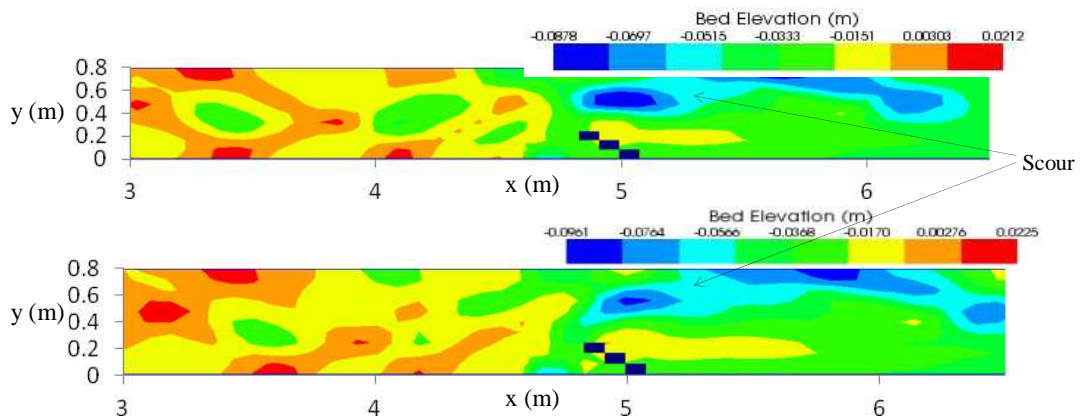 Bed Elevation (m)
-0.0878 -0.0697 -0.0515 -0.0333 -0.0151 0.00303 0.0212
0.8
0.6
y (m)
0.4
0.2
0
3 4 5 6
x (m)
Scour
Bed Elevation (m)
-0.0961 -0.0764 -0.0566 -0.0368 -0.0170 0.00276 0.0225
0.8
0.6
y (m)
0.4
0.2
0
3 4 5 6
x (m)